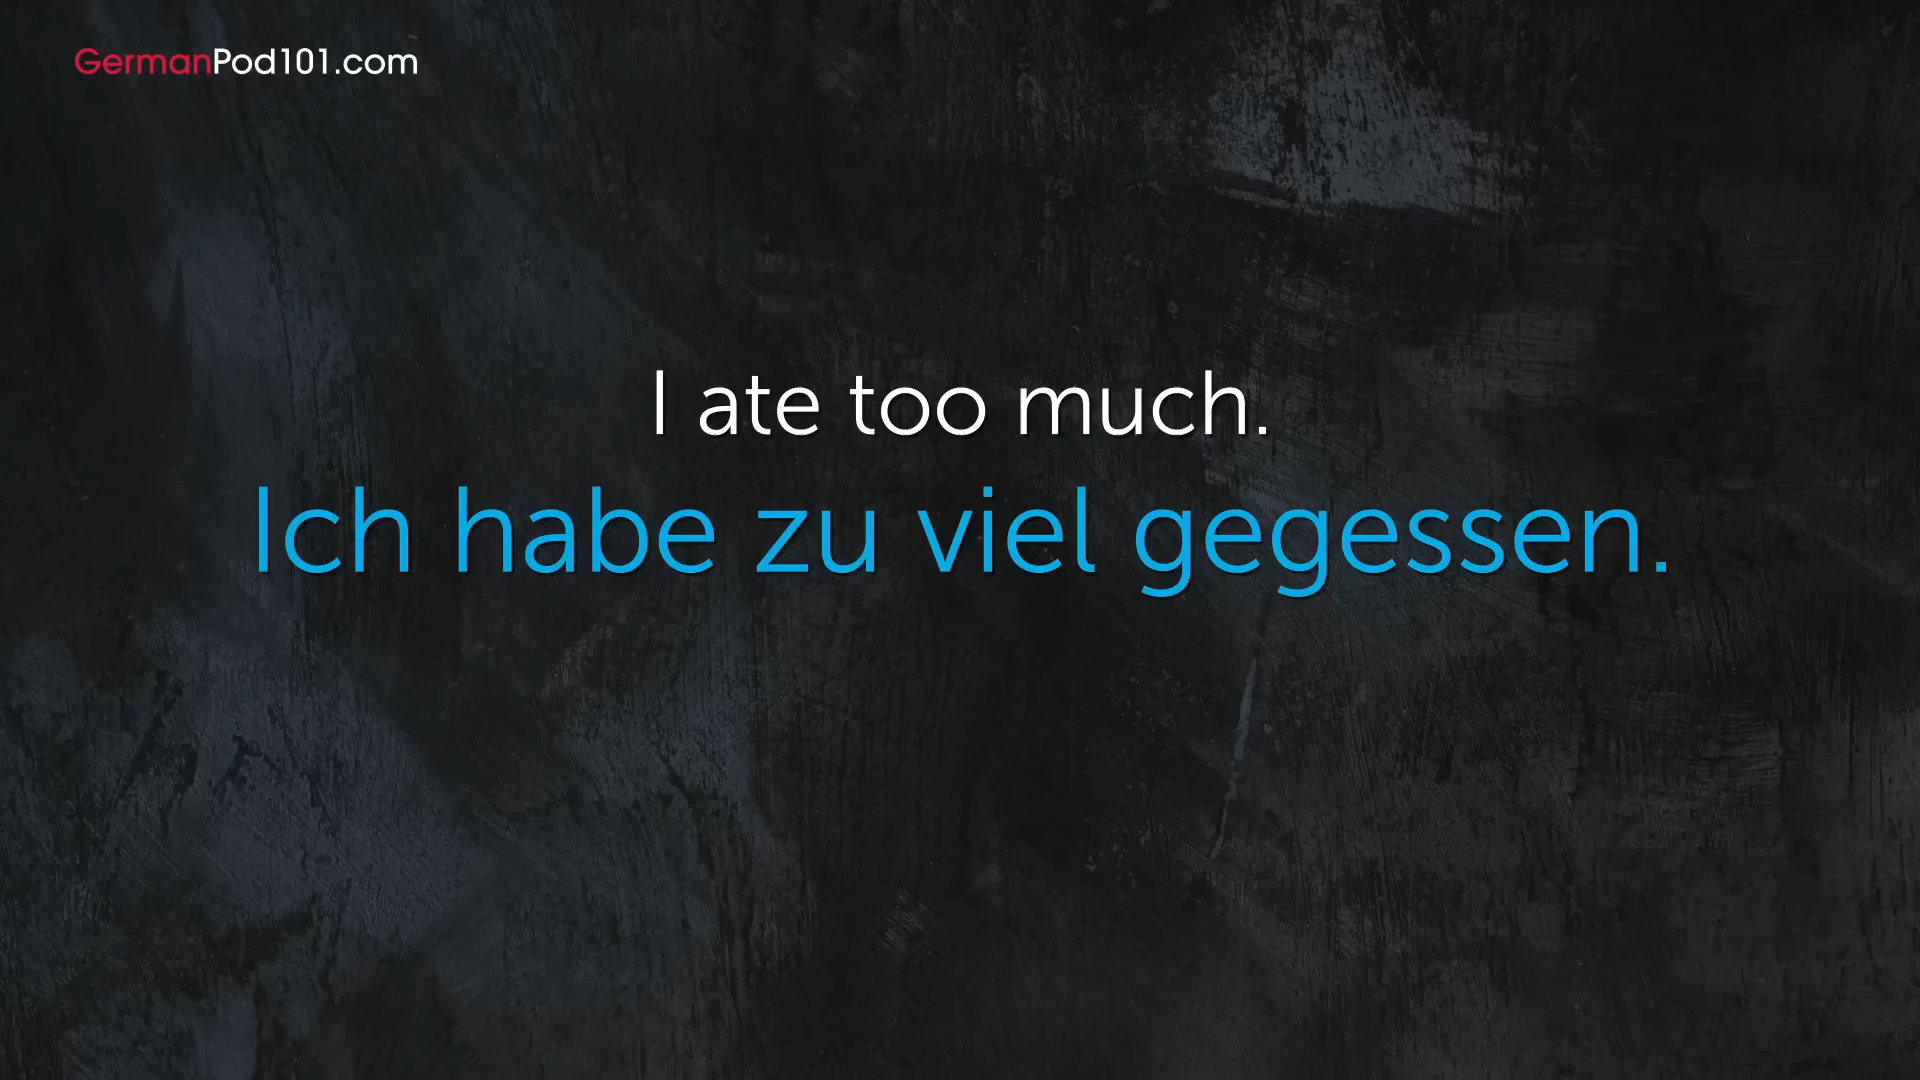 GermanPod101.com
I ate too much.
Ich habe zu viel gegessen.